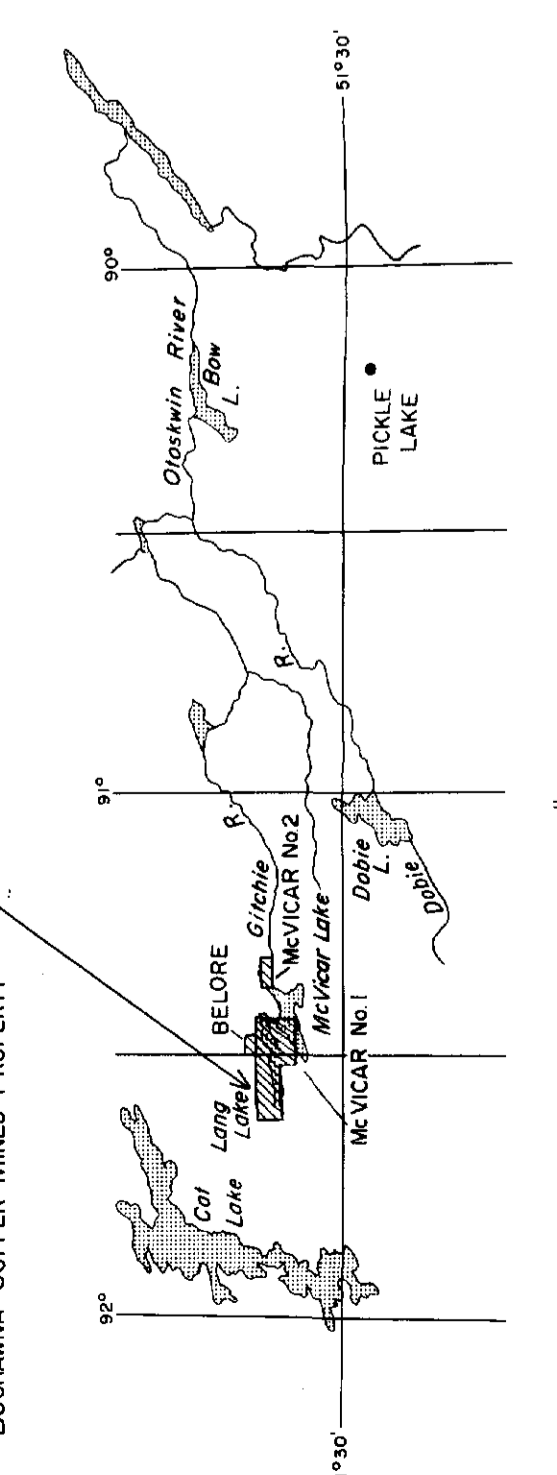 92°
91°
90°
Cat
Lake
Lang
Lake
BELORE
Gitchie
R.
McVICAR No.2
McVicar Lake
McVICAR No.1
Dobie
L.
Dobie
R.
Otoskwin River
Bow
L.
PICKLE
LAKE
51°30'
1°30'
COPPER MINES PROPERTY